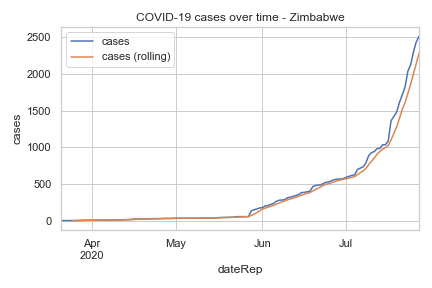 COVID-19 cases over time - Zimbabwe
cases
cases (rolling)
2500
2000
1500
1000
500
0
cases
Apr
2020
May
Jun
Jul
dateRep